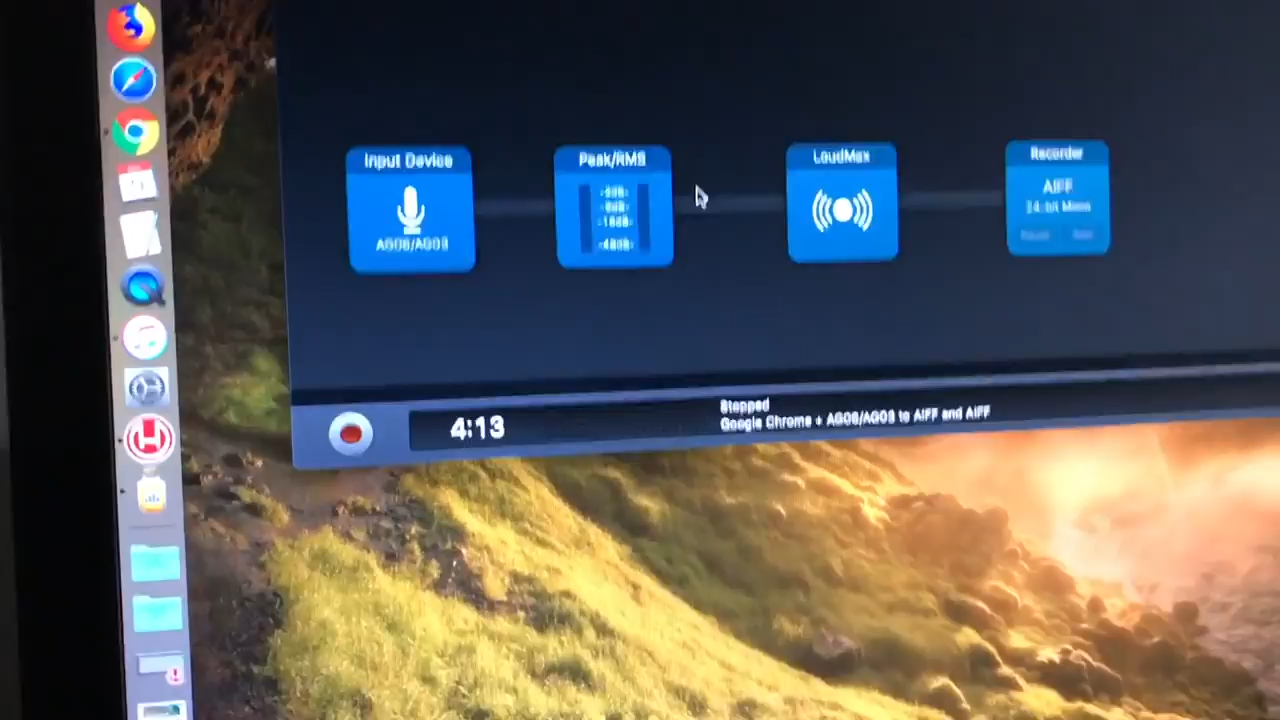 Input Device
AG06/AG03
Peak/RMS
LoudMax
Recorder
AIFF
24-bit Mono
4:13
Stopped
Google Chrome + AG06/AG03 to AIFF and AIFF